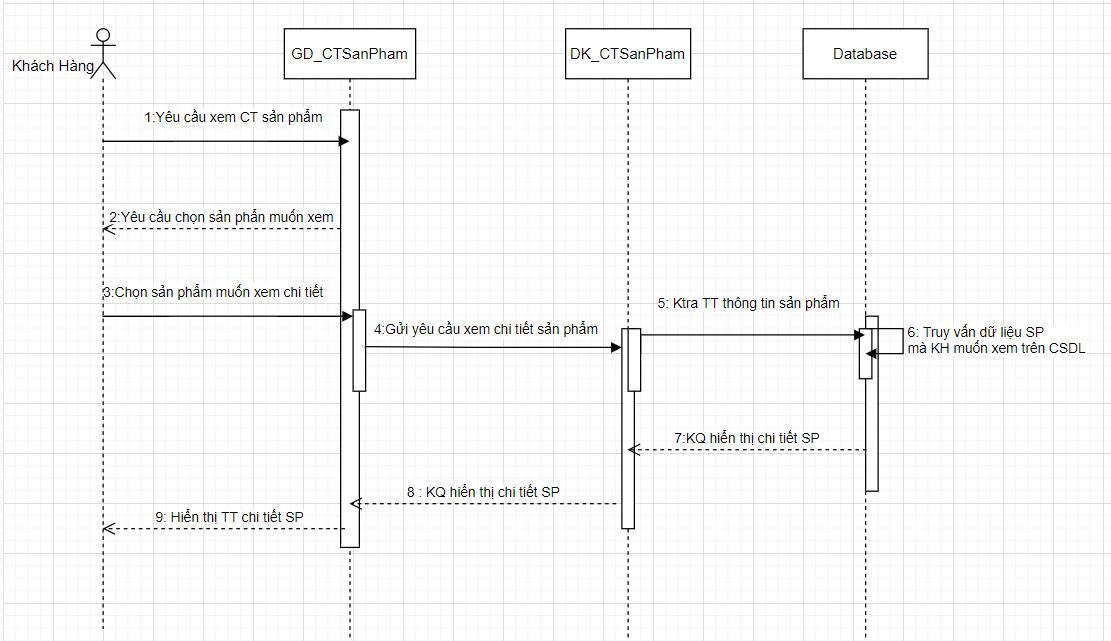 Khách Hàng
GD_CTSanPham
DK_CTSanPham
Database
1:Yêu cầu xem CT sản phẩm
2:Yêu cầu chọn sản phẩn muốn xem
3:Chọn sản phẩm muốn xem chi tiết
4:Gửi yêu cầu xem chi tiết sản phẩm
5: Ktra TT thông tin sản phẩm
6: Truy vấn dữ liệu SP
mà KH muốn xem trên CSDL
7:KQ hiển thị chi tiết SP
8 : KQ hiển thị chi tiết SP
9: Hiển thị TT chi tiết SP